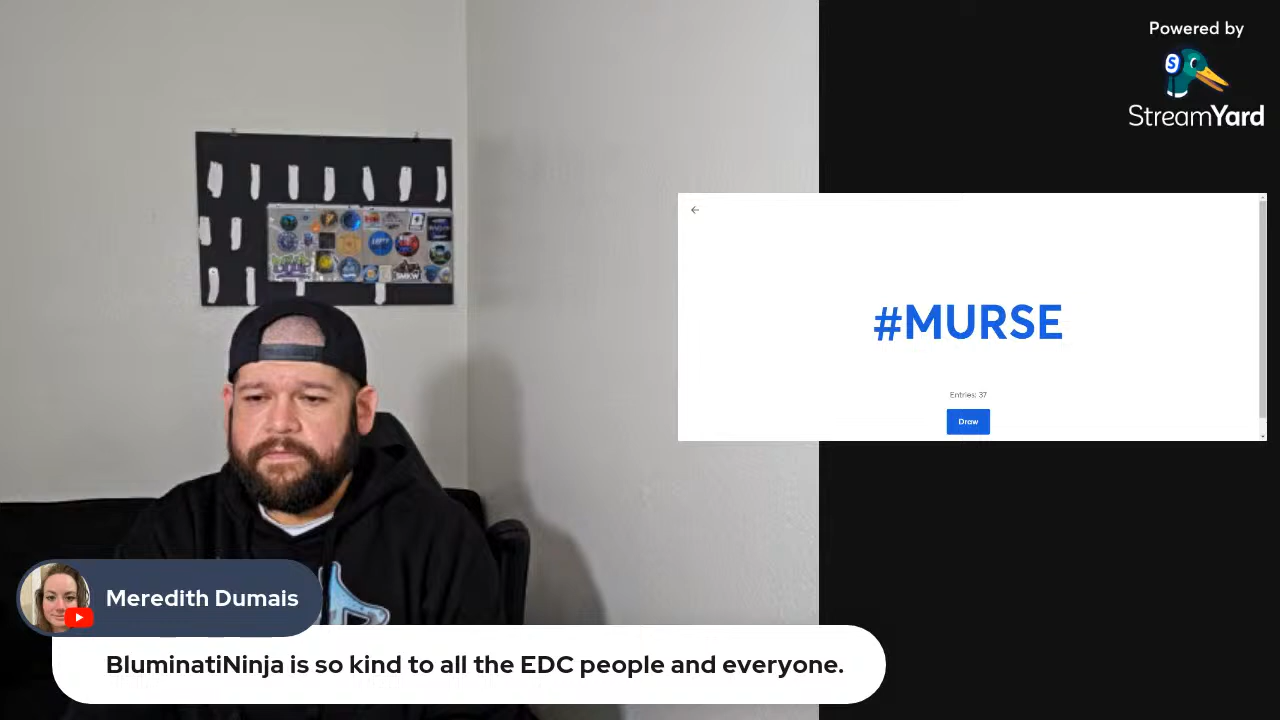 Powered by
S
StreamYard
#MURSE
Entries: 37
Draw
SMKW
Meredith Dumais
BluminatiNinja is so kind to all the EDC people and everyone.